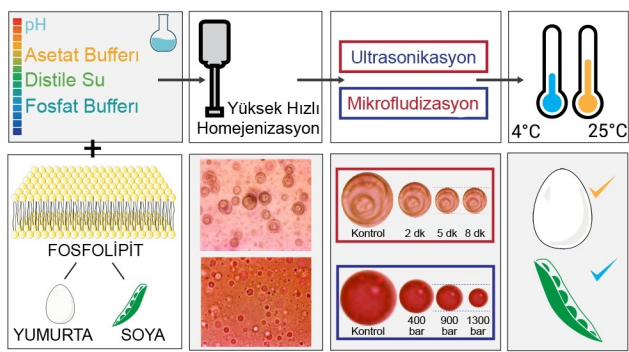 pH
Asetat Bufferı
Distile Su
Fosfat Bufferı
+
FOSFOLİPİT
YUMURTA SOYA
Yüksek Hızlı
Homejenizasyon
Ultrasonikasyon
Mikrofludizasyon
Kontrol 2 dk 5 dk 8 dk
Kontrol 400 bar 900 bar 1300 bar
4°C 25°C